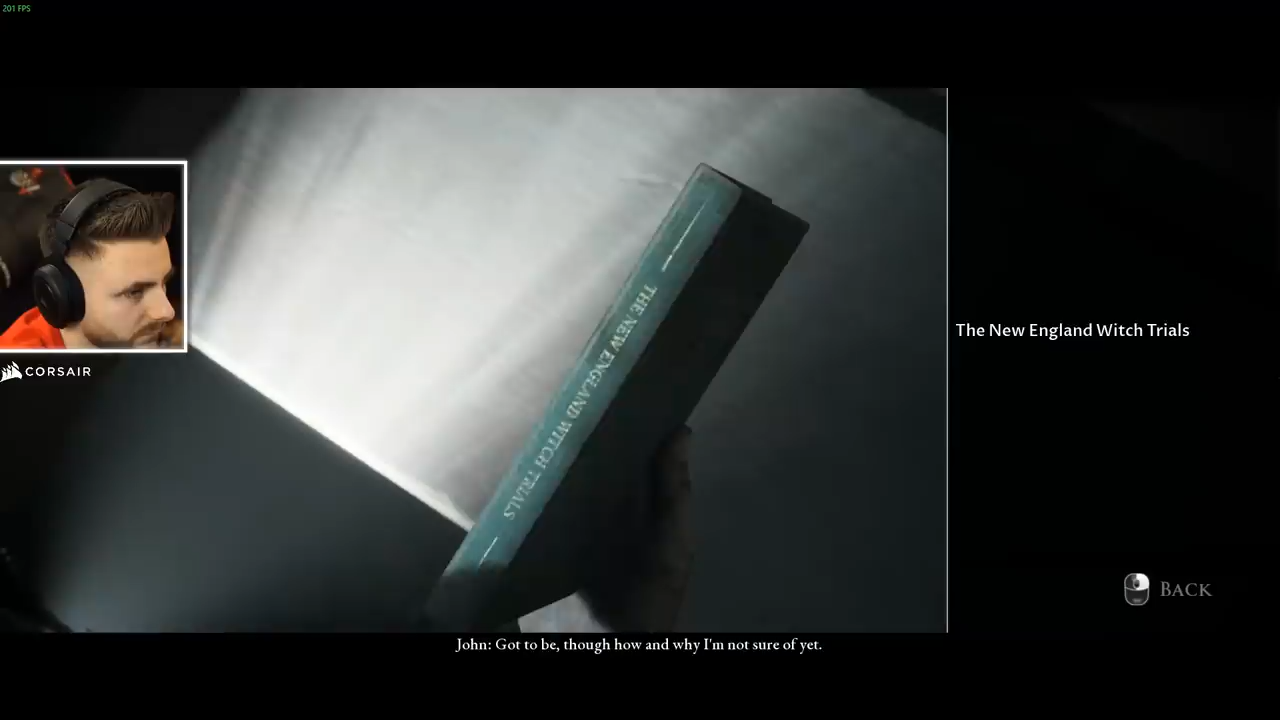 201 FPS
THE NEW ENGLAND WITCH TRIALS
The New England Witch Trials
CORSAIR
BACK
John: Got to be, though how and why I'm not sure of yet.